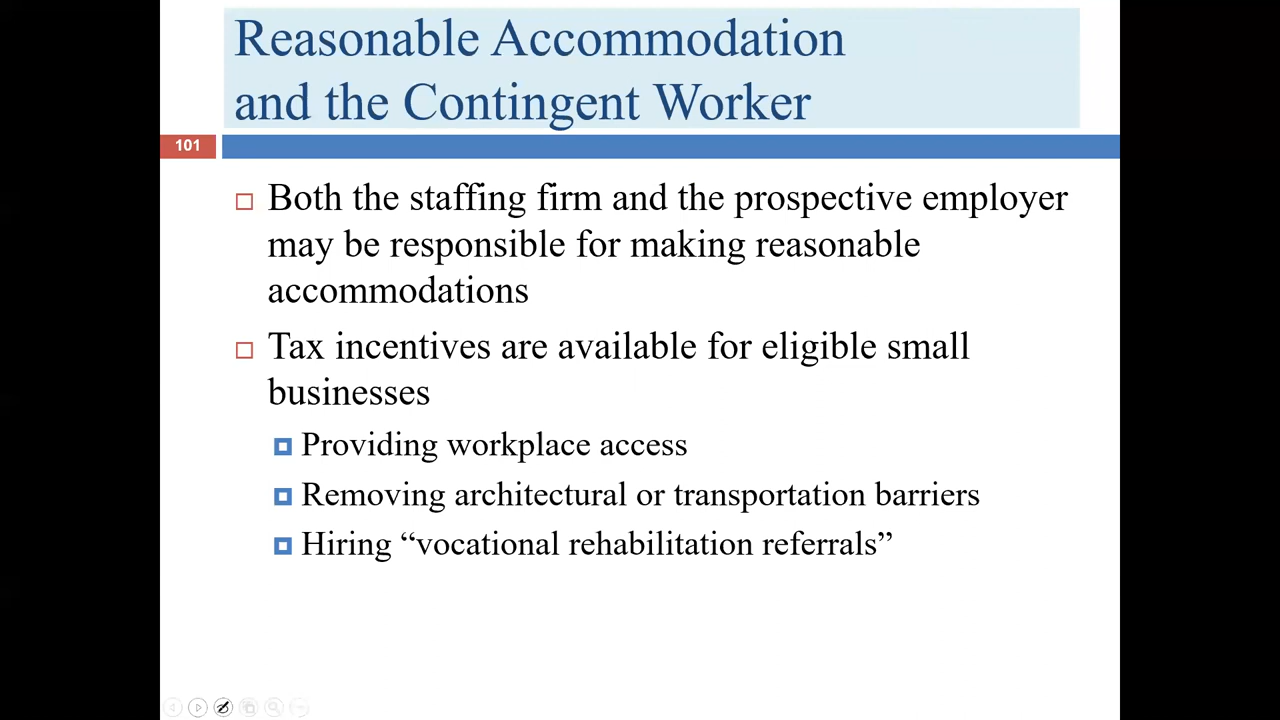 Reasonable Accommodation
and the Contingent Worker
101
Both the staffing firm and the prospective employer
may be responsible for making reasonable
accommodations
Tax incentives are available for eligible small
businesses
Providing workplace access
Removing architectural or transportation barriers
Hiring “vocational rehabilitation referrals”